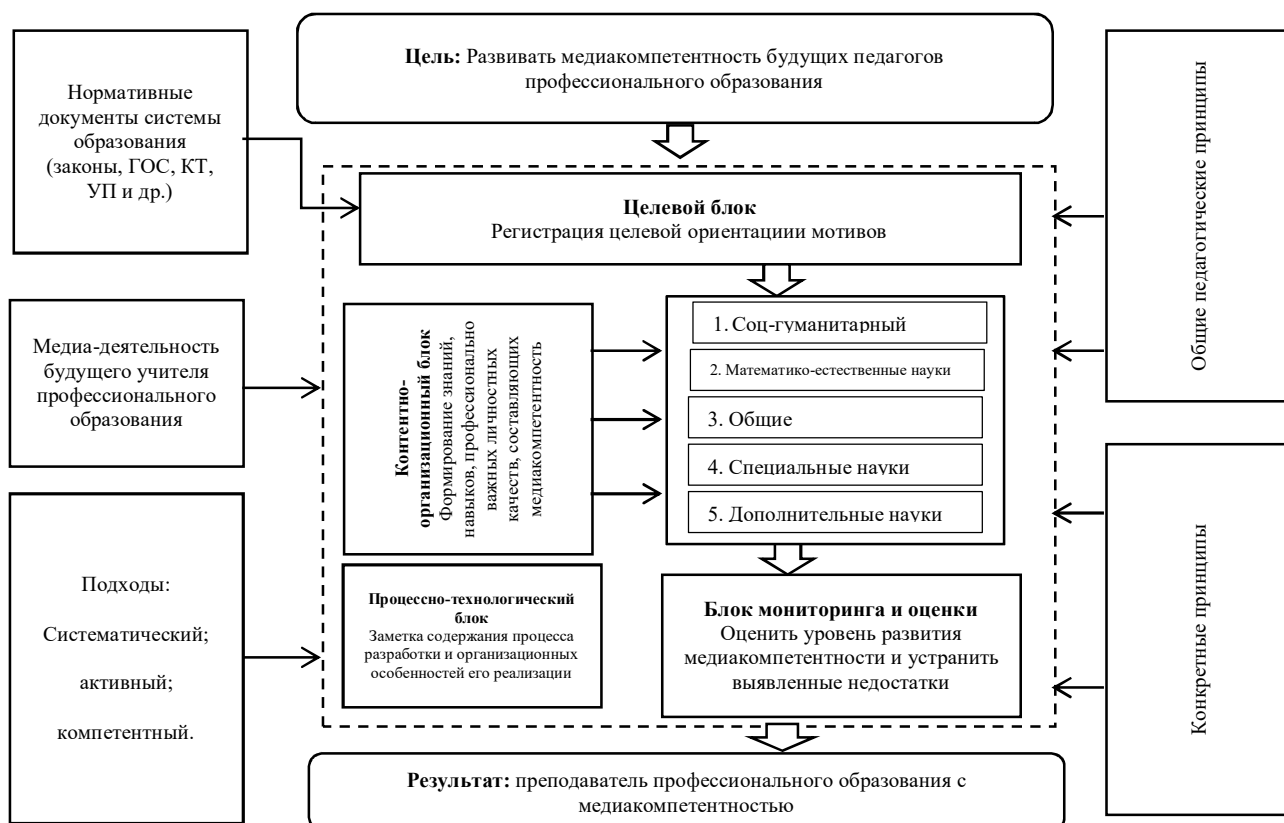 Цель: Развивать медиакомпетентность будущих педагогов
профессионального образования
Нормативные
документы системы
образования
(законы, ГОС, КТ,
УП и др.)
Целевой блок
Регистрация целевой ориентациии мотивов
Общие педагогические принципы
Медиа-деятельность
будущего учителя
профессионального
образования
Контентно-
организационный блок
Формирование знаний,
навыков, профессионально
важных личностных
качеств, составляющих
медиакомпетентность
1. Соц-гуманитарный
2. Математико-естественные науки
3. Общие
4. Специальные науки
5. Дополнительные науки
Подходы:
Систематический;
активный;
компетентный.
Процессно-технологический
блок
Заметка содержания процесса
разработки и организационных
особенностей его реализации
Блок мониторинга и оценки
Оценить уровень развития
медиакомпетентности и устранить
выявленные недостатки
Конкретные принципы
Результат: преподаватель профессионального образования с
медиакомпетентностью